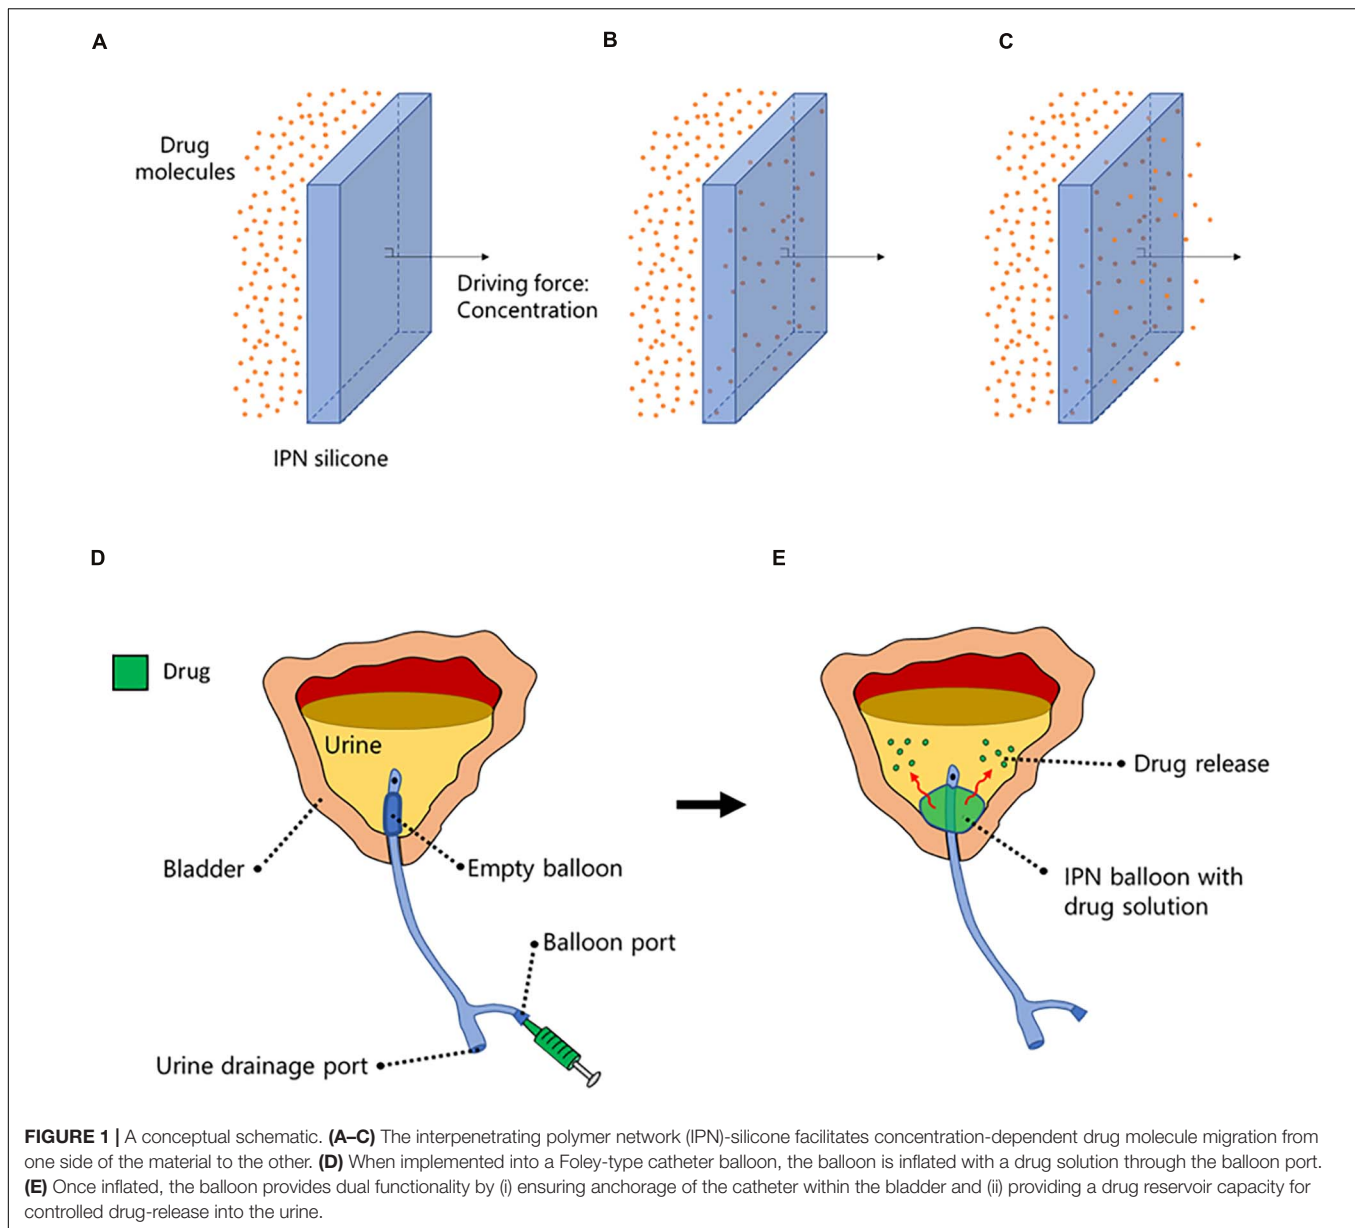 A
B
C
Drug
molecules
Driving force:
Concentration
IPN silicone
D
E
Drug
Urine
Drug release
Bladder
Empty balloon
IPN balloon with
drug solution
Balloon port
Urine drainage port
FIGURE 1 | A conceptual schematic. (A–C) The interpenetrating polymer network (IPN)-silicone facilitates concentration-dependent drug molecule migration from
one side of the material to the other. (D) When implemented into a Foley-type catheter balloon, the balloon is inflated with a drug solution through the balloon port.
(E) Once inflated, the balloon provides dual functionality by (i) ensuring anchorage of the catheter within the bladder and (ii) providing a drug reservoir capacity for
controlled drug-release into the urine.